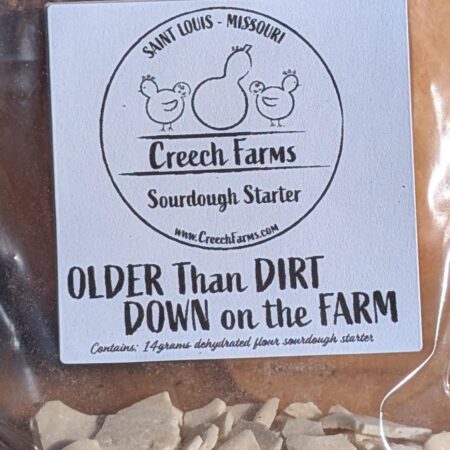 SAINT LOUIS - MISSOURI
Creech Farms
Sourdough Starter
www.CreechFarms.com
OLDER Than DIRT
DOWN on the FARM
Contains: 14grams dehydrated flour sourdough starter